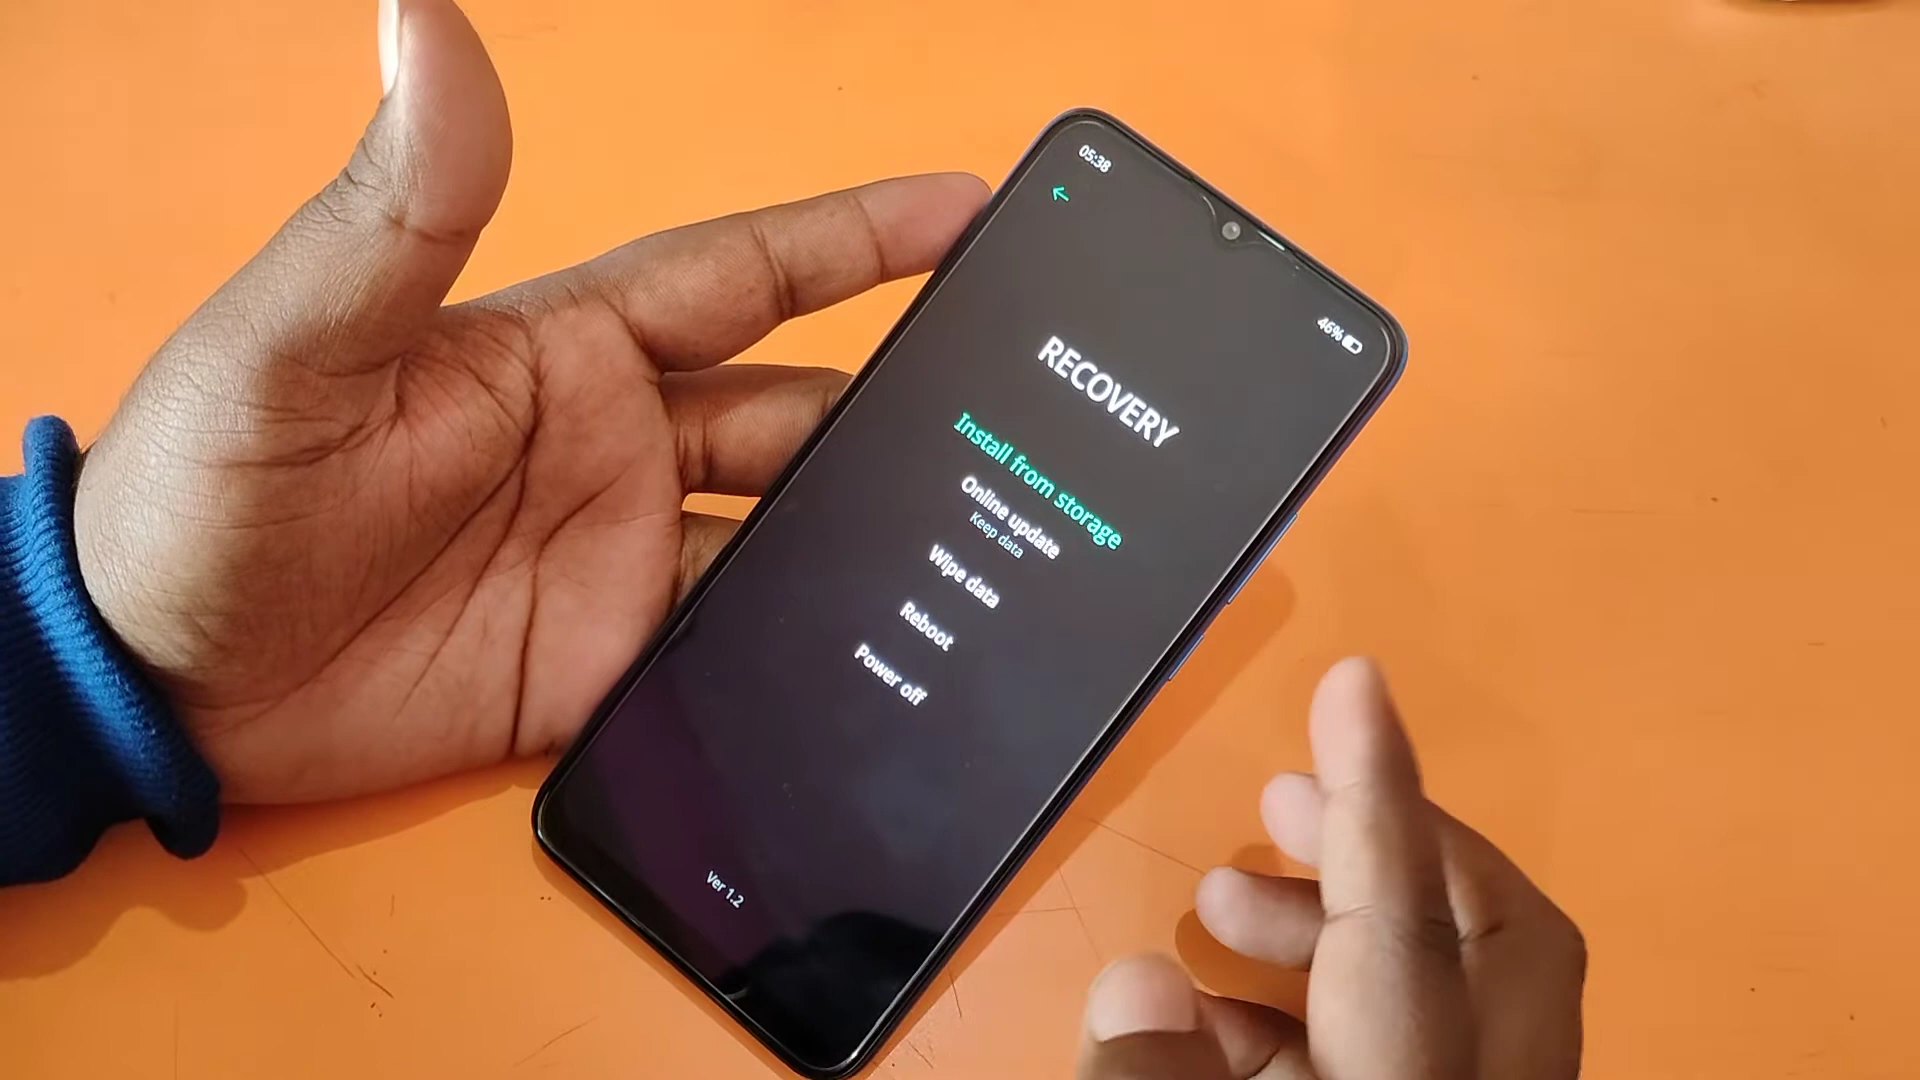 05:38
46%
RECOVERY
Install from storage
Online update
Keep data
Wipe data
Reboot
Power off
Ver 1.2